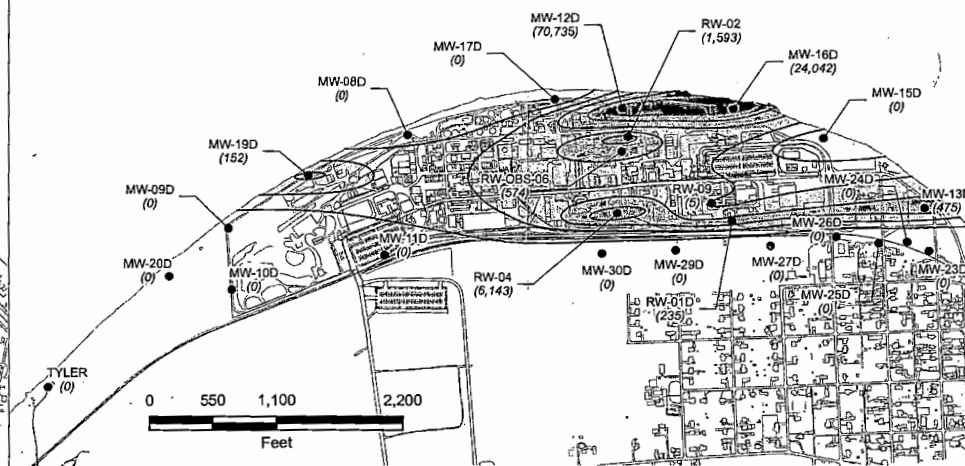 MW-12D
(70,735)
RW-02
(1,593)
MW-17D
(0)
MW-16D
(24,042)
MW-08D
(0)
MW-15D
(0)
MW-19D
(152)
RW-OBS-06
(574)
RW-09
(5)
MW-24D
(0)
MW-13D
(475)
MW-09D
(0)
MW-26D
(0)
MW-11D
(0)
MW-20D
(0)
MW-10D
(0)
RW-04
(6,143)
MW-30D
(0)
MW-29D
(0)
MW-27D
(0)
MW-23D
(0)
RW-01D
(235)
MW-25D
(0)
TYLER
(0)
0 550 1,100 2,200
Feet